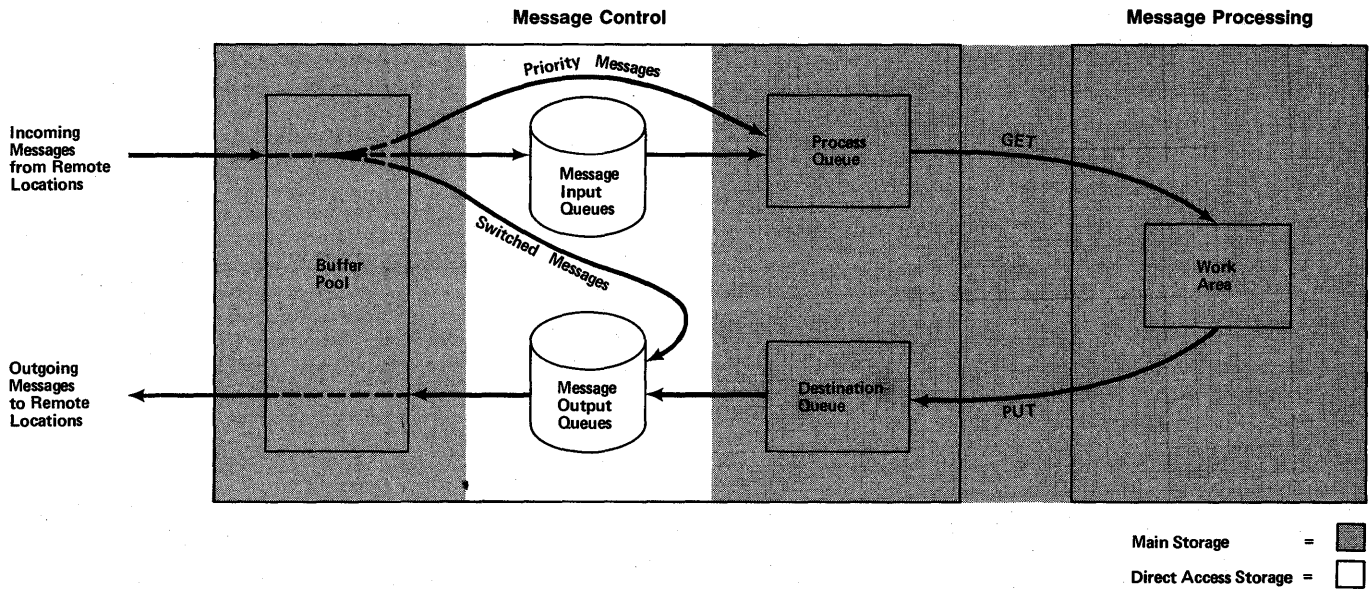 Message Control
Message Processing
Priority Messages
Incoming
Messages
from Remote
Locations
Message
Input
Queues
Process
Queue
GET
Switched Messages
Buffer
Pool
Work
Area
Outgoing
Messages
to Remote
Locations
Message
Output
Queues
Destination
Queue
PUT
Main Storage =
Direct Access Storage =